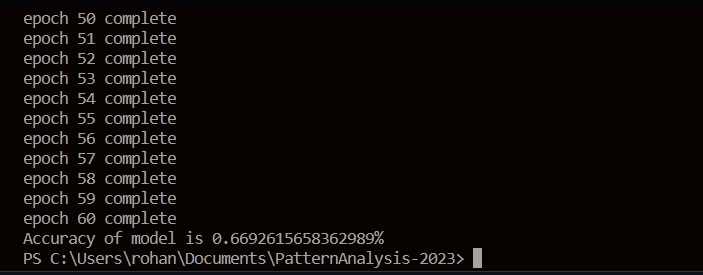 epoch 50 complete
epoch 51 complete
epoch 52 complete
epoch 53 complete
epoch 54 complete
epoch 55 complete
epoch 56 complete
epoch 57 complete
epoch 58 complete
epoch 59 complete
epoch 60 complete
Accuracy of model is 0.6692615658362989%
PS C:\Users\rohan\Documents\PatternAnalysis-2023>